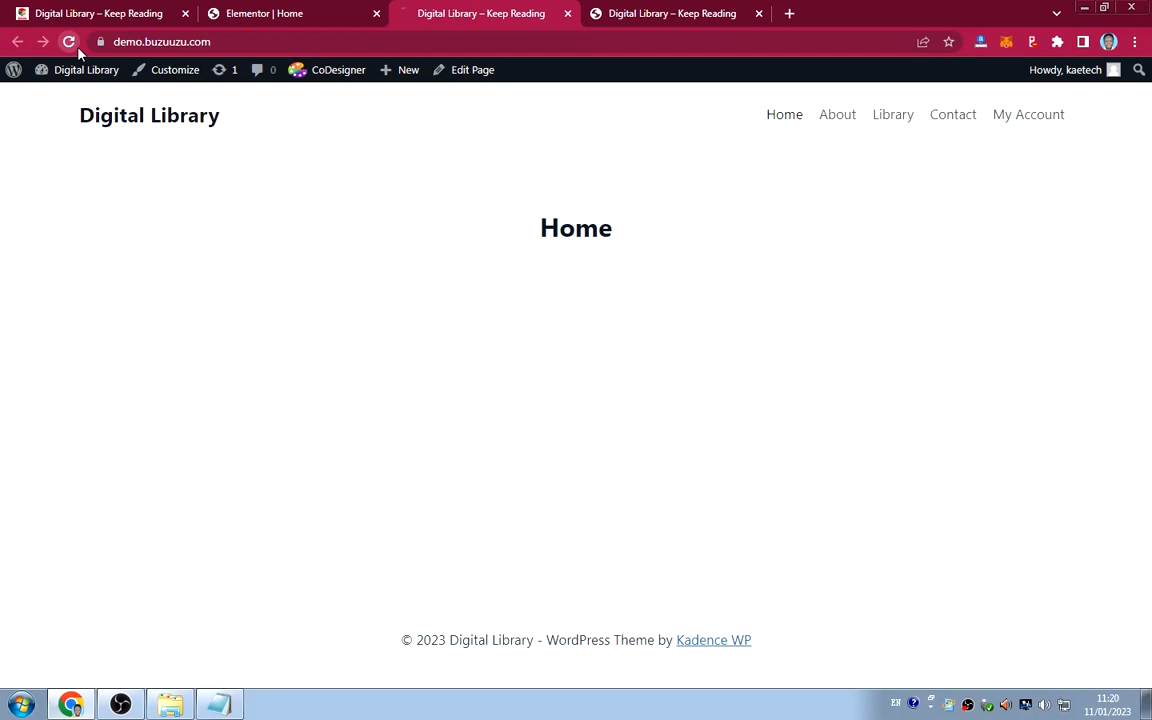 Digital Library – Keep Reading
Elementor | Home
Digital Library – Keep Reading
Digital Library – Keep Reading
demo.buzuuzu.com
Digital Library
Customize
1
0
CoDesigner
New
Edit Page
Howdy, kaetech
Digital Library
Home
About
Library
Contact
My Account
Home
© 2023 Digital Library - WordPress Theme by Kadence WP
EN
11:20
11/01/2023